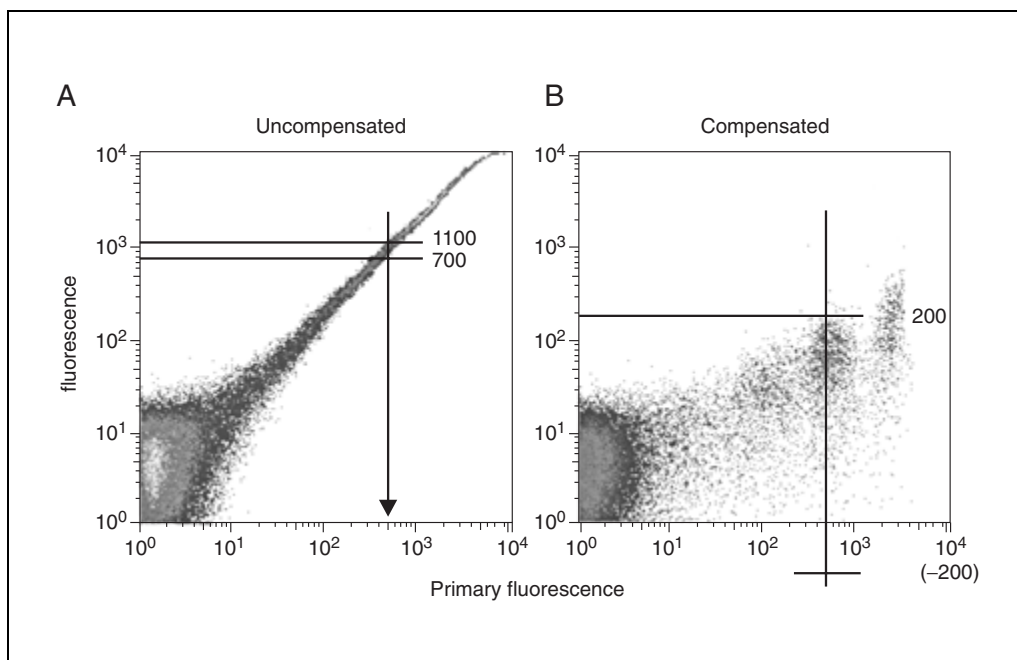 A
B
Uncompensated
Compensated
fluorescence
10⁴
10³
10²
10¹
10⁰
1100
700
10⁰ 10¹ 10² 10³ 10⁴
10⁴
10³
10²
10¹
10⁰
200
10⁰ 10¹ 10² 10³ 10⁴
(−200)
Primary fluorescence